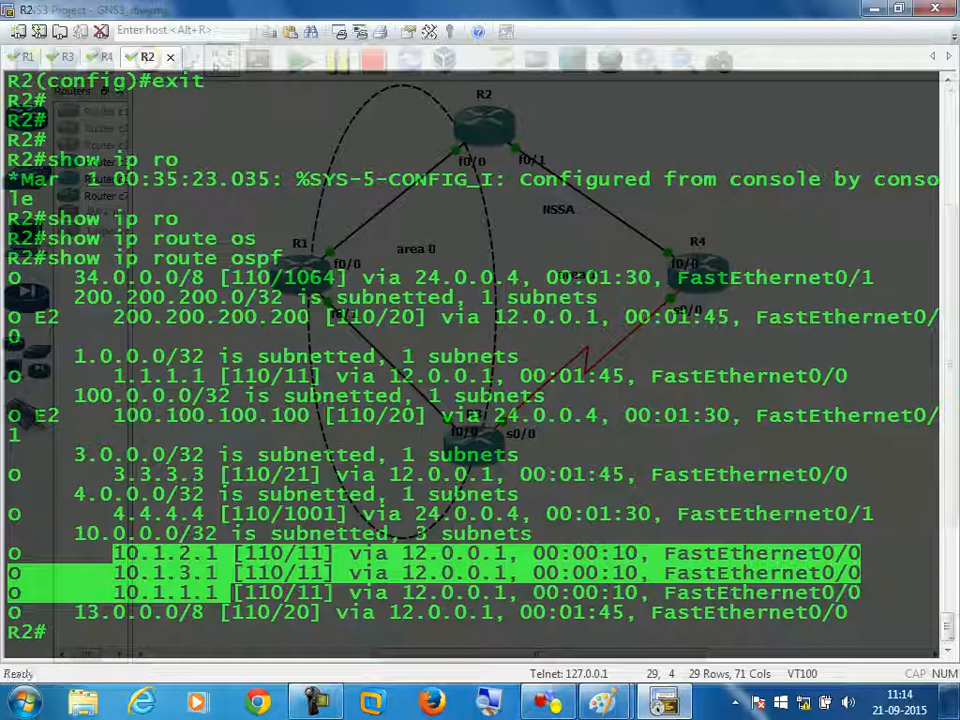 R2
GNS3 Project - GNS3
Enter host <Alt+R>
R1
R3
R4
R2
R2(config)#exit
R2#
R2#
R2#
R2#show ip ro
*Mar  1 00:35:23.035: %SYS-5-CONFIG_I: Configured from console by conso
le
R2#show ip ro
R2#show ip route os
R2#show ip route ospf
O    34.0.0.0/8 [110/1064] via 24.0.0.4, 00:01:30, FastEthernet0/1
     200.200.200.0/32 is subnetted, 1 subnets
O E2    200.200.200.200 [110/20] via 12.0.0.1, 00:01:45, FastEthernet0/
0
     1.0.0.0/32 is subnetted, 1 subnets
O       1.1.1.1 [110/11] via 12.0.0.1, 00:01:45, FastEthernet0/0
     100.0.0.0/32 is subnetted, 1 subnets
O E2    100.100.100.100 [110/20] via 24.0.0.4, 00:01:30, FastEthernet0/
1
     3.0.0.0/32 is subnetted, 1 subnets
O       3.3.3.3 [110/21] via 12.0.0.1, 00:01:45, FastEthernet0/0
     4.0.0.0/32 is subnetted, 1 subnets
O       4.4.4.4 [110/1001] via 24.0.0.4, 00:01:30, FastEthernet0/1
     10.0.0.0/32 is subnetted, 3 subnets
O       10.1.2.1 [110/11] via 12.0.0.1, 00:00:10, FastEthernet0/0
O       10.1.3.1 [110/11] via 12.0.0.1, 00:00:10, FastEthernet0/0
O       10.1.1.1 [110/11] via 12.0.0.1, 00:00:10, FastEthernet0/0
O    13.0.0.0/8 [110/20] via 12.0.0.1, 00:01:45, FastEthernet0/0
R2#
Routers
R2
f0/0
f0/1
NSSA
R1
area 0
f0/0
R4
f0/0
s0/0
f0/0
s0/0
Ready
Telnet: 127.0.0.1
29, 4
29 Rows, 71 Cols
VT100
CAP NUM
11:14
21-09-2015